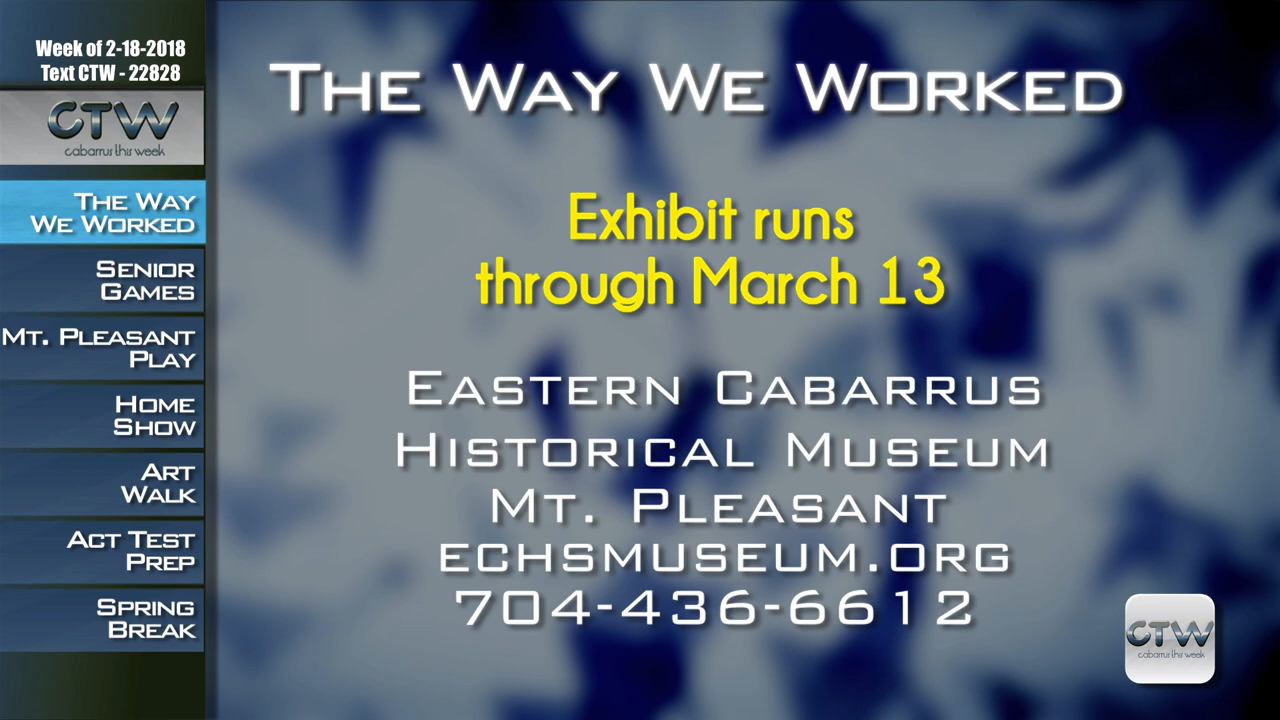 Week of 2-18-2018
Text CTW - 22828
CTW
cabarrus this week
THE WAY
WE WORKED
SENIOR
GAMES
MT. PLEASANT
PLAY
HOME
SHOW
ART
WALK
ACT TEST
PREP
SPRING
BREAK
THE WAY WE WORKED
Exhibit runs
through March 13
EASTERN CABARRUS
HISTORICAL MUSEUM
MT. PLEASANT
ECHSMUSEUM.ORG
704-436-6612
CTW
cabarrus this week